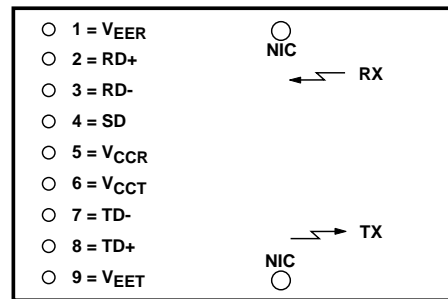 1 = VEER
NIC
2 = RD+
RX
3 = RD-
4 = SD
5 = VCCR
6 = VCCT
7 = TD-
TX
8 = TD+
NIC
9 = VEET